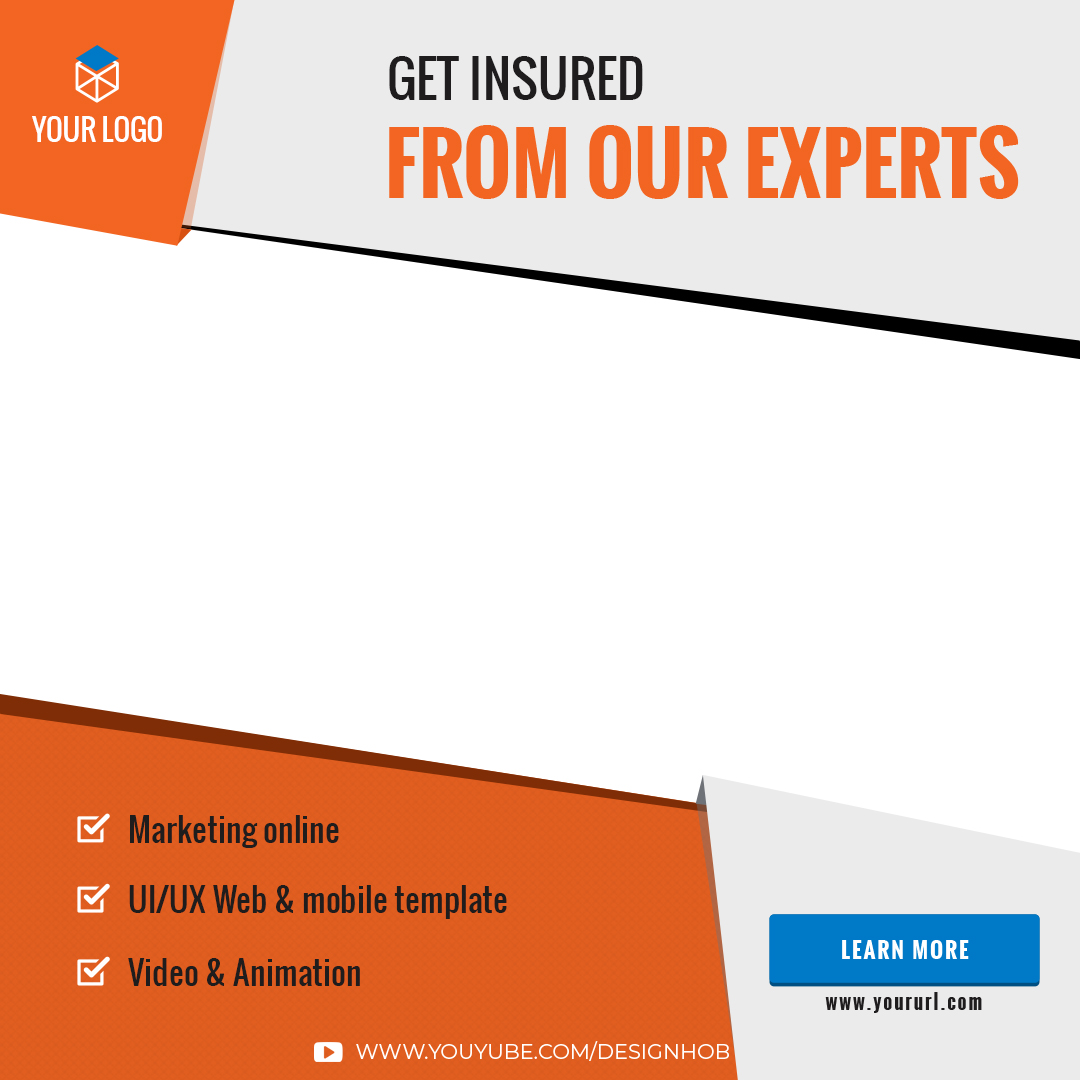 YOUR LOGO
GET INSURED
FROM OUR EXPERTS
Marketing online
UI/UX Web & mobile template
Video & Animation
LEARN MORE
www.yoururl.com
WWW.YOUYUBE.COM/DESIGNHOB